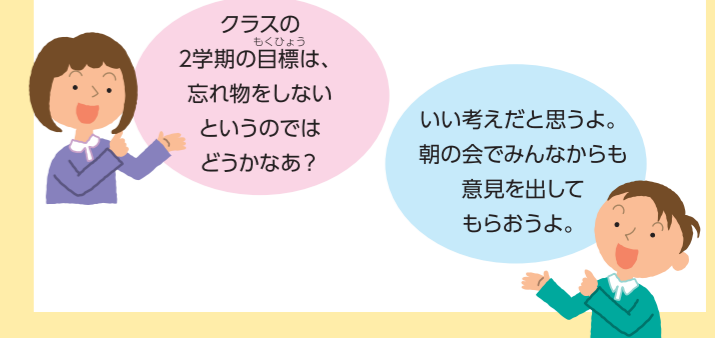 クラスの
もくひょう
2学期の目標は、
忘れ物をしない
というのでは
どうかなあ？
いい考えだと思うよ。
朝の会でみんなからも
意見を出して
もらおうよ。